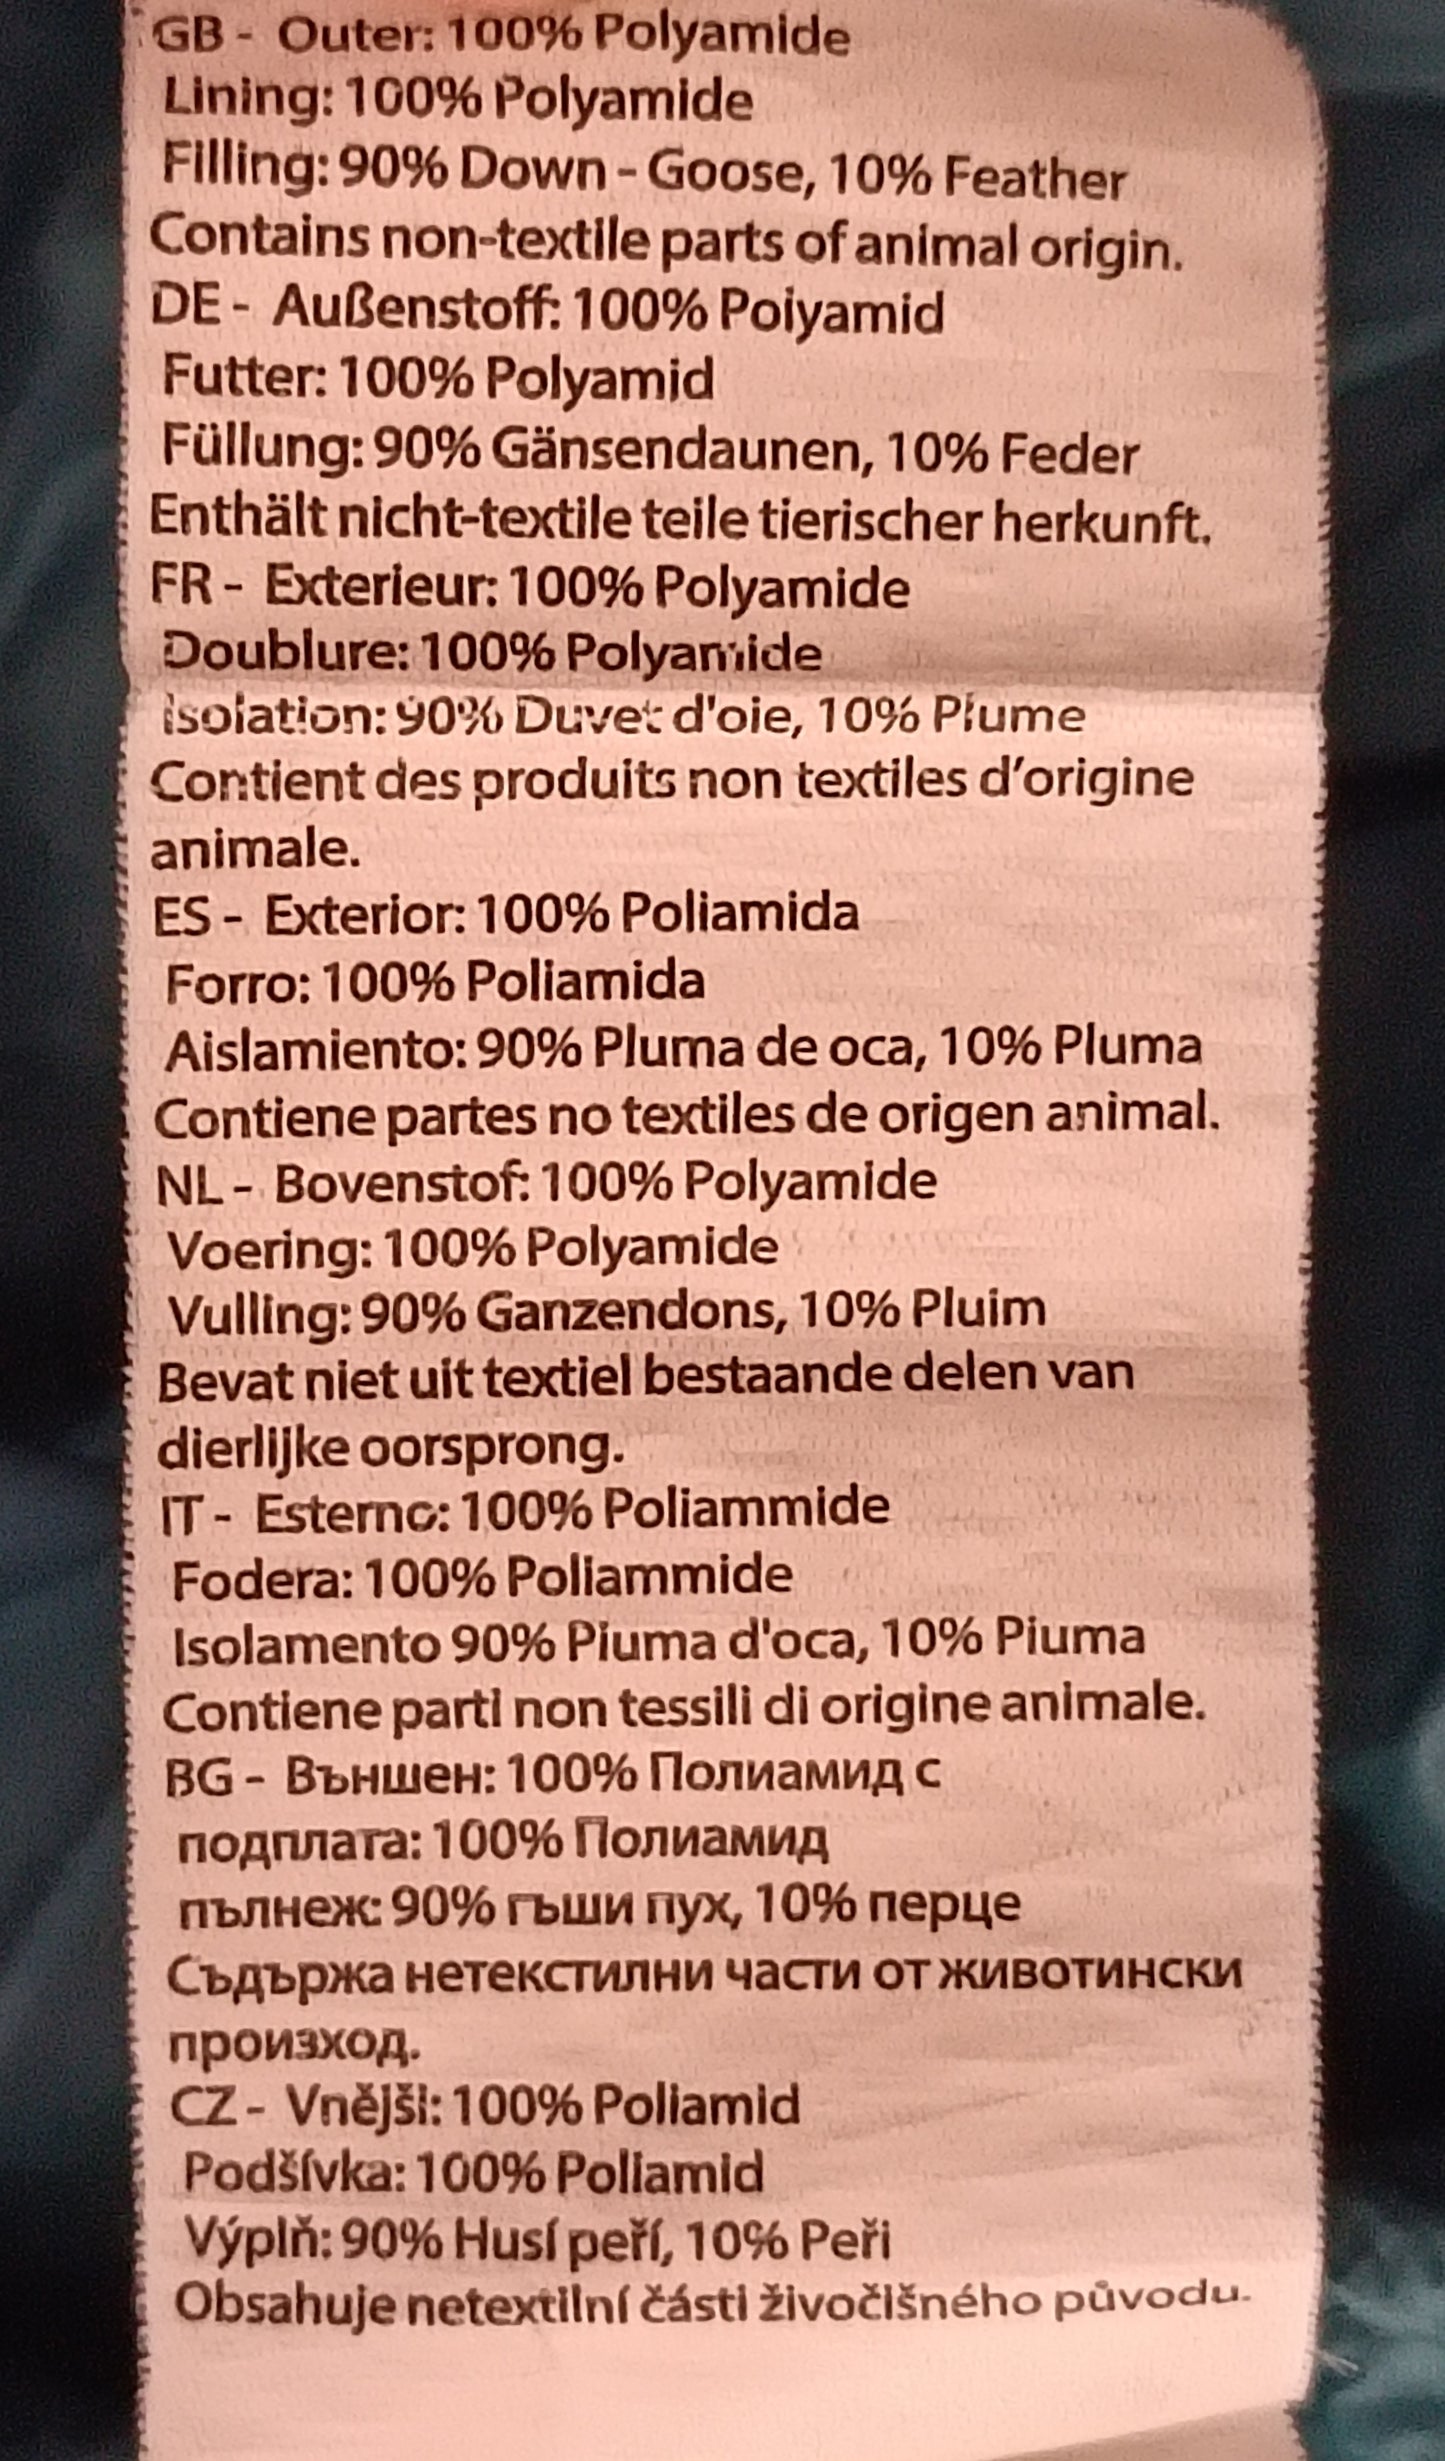 GB - Outer: 100% Polyamide
Lining: 100% Polyamide
Filling: 90% Down - Goose, 10% Feather
Contains non-textile parts of animal origin.
DE - Außenstoff: 100% Polyamid
Futter: 100% Polyamid
Füllung: 90% Gänsendaunen, 10% Feder
Enthält nicht-textile teile tierischer herkunft.
FR - Exterieur: 100% Polyamide
Doublure: 100% Polyamide
Isolation: 90% Duvet d'oie, 10% Plume
Contient des produits non textiles d’origine
animale.
ES - Exterior: 100% Poliamida
Forro: 100% Poliamida
Aislamiento: 90% Pluma de oca, 10% Pluma
Contiene partes no textiles de origen animal.
NL - Bovenstof: 100% Polyamide
Voering: 100% Polyamide
Vulling: 90% Ganzendons, 10% Pluim
Bevat niet uit textiel bestaande delen van
dierlijke oorsprong.
IT - Esterno: 100% Poliammide
Fodera: 100% Poliammide
Isolamento 90% Piuma d'oca, 10% Piuma
Contiene parti non tessili di origine animale.
BG - Външен: 100% Полиамид с
подплата: 100% Полиамид
пълнеж: 90% гъши пух, 10% перце
Съдържа нетекстилни части от животински
произход.
CZ - Vnější: 100% Poliamid
Podšívka: 100% Poliamid
Výplň: 90% Husí peří, 10% Peři
Obsahuje netextilní části živočišného původu.